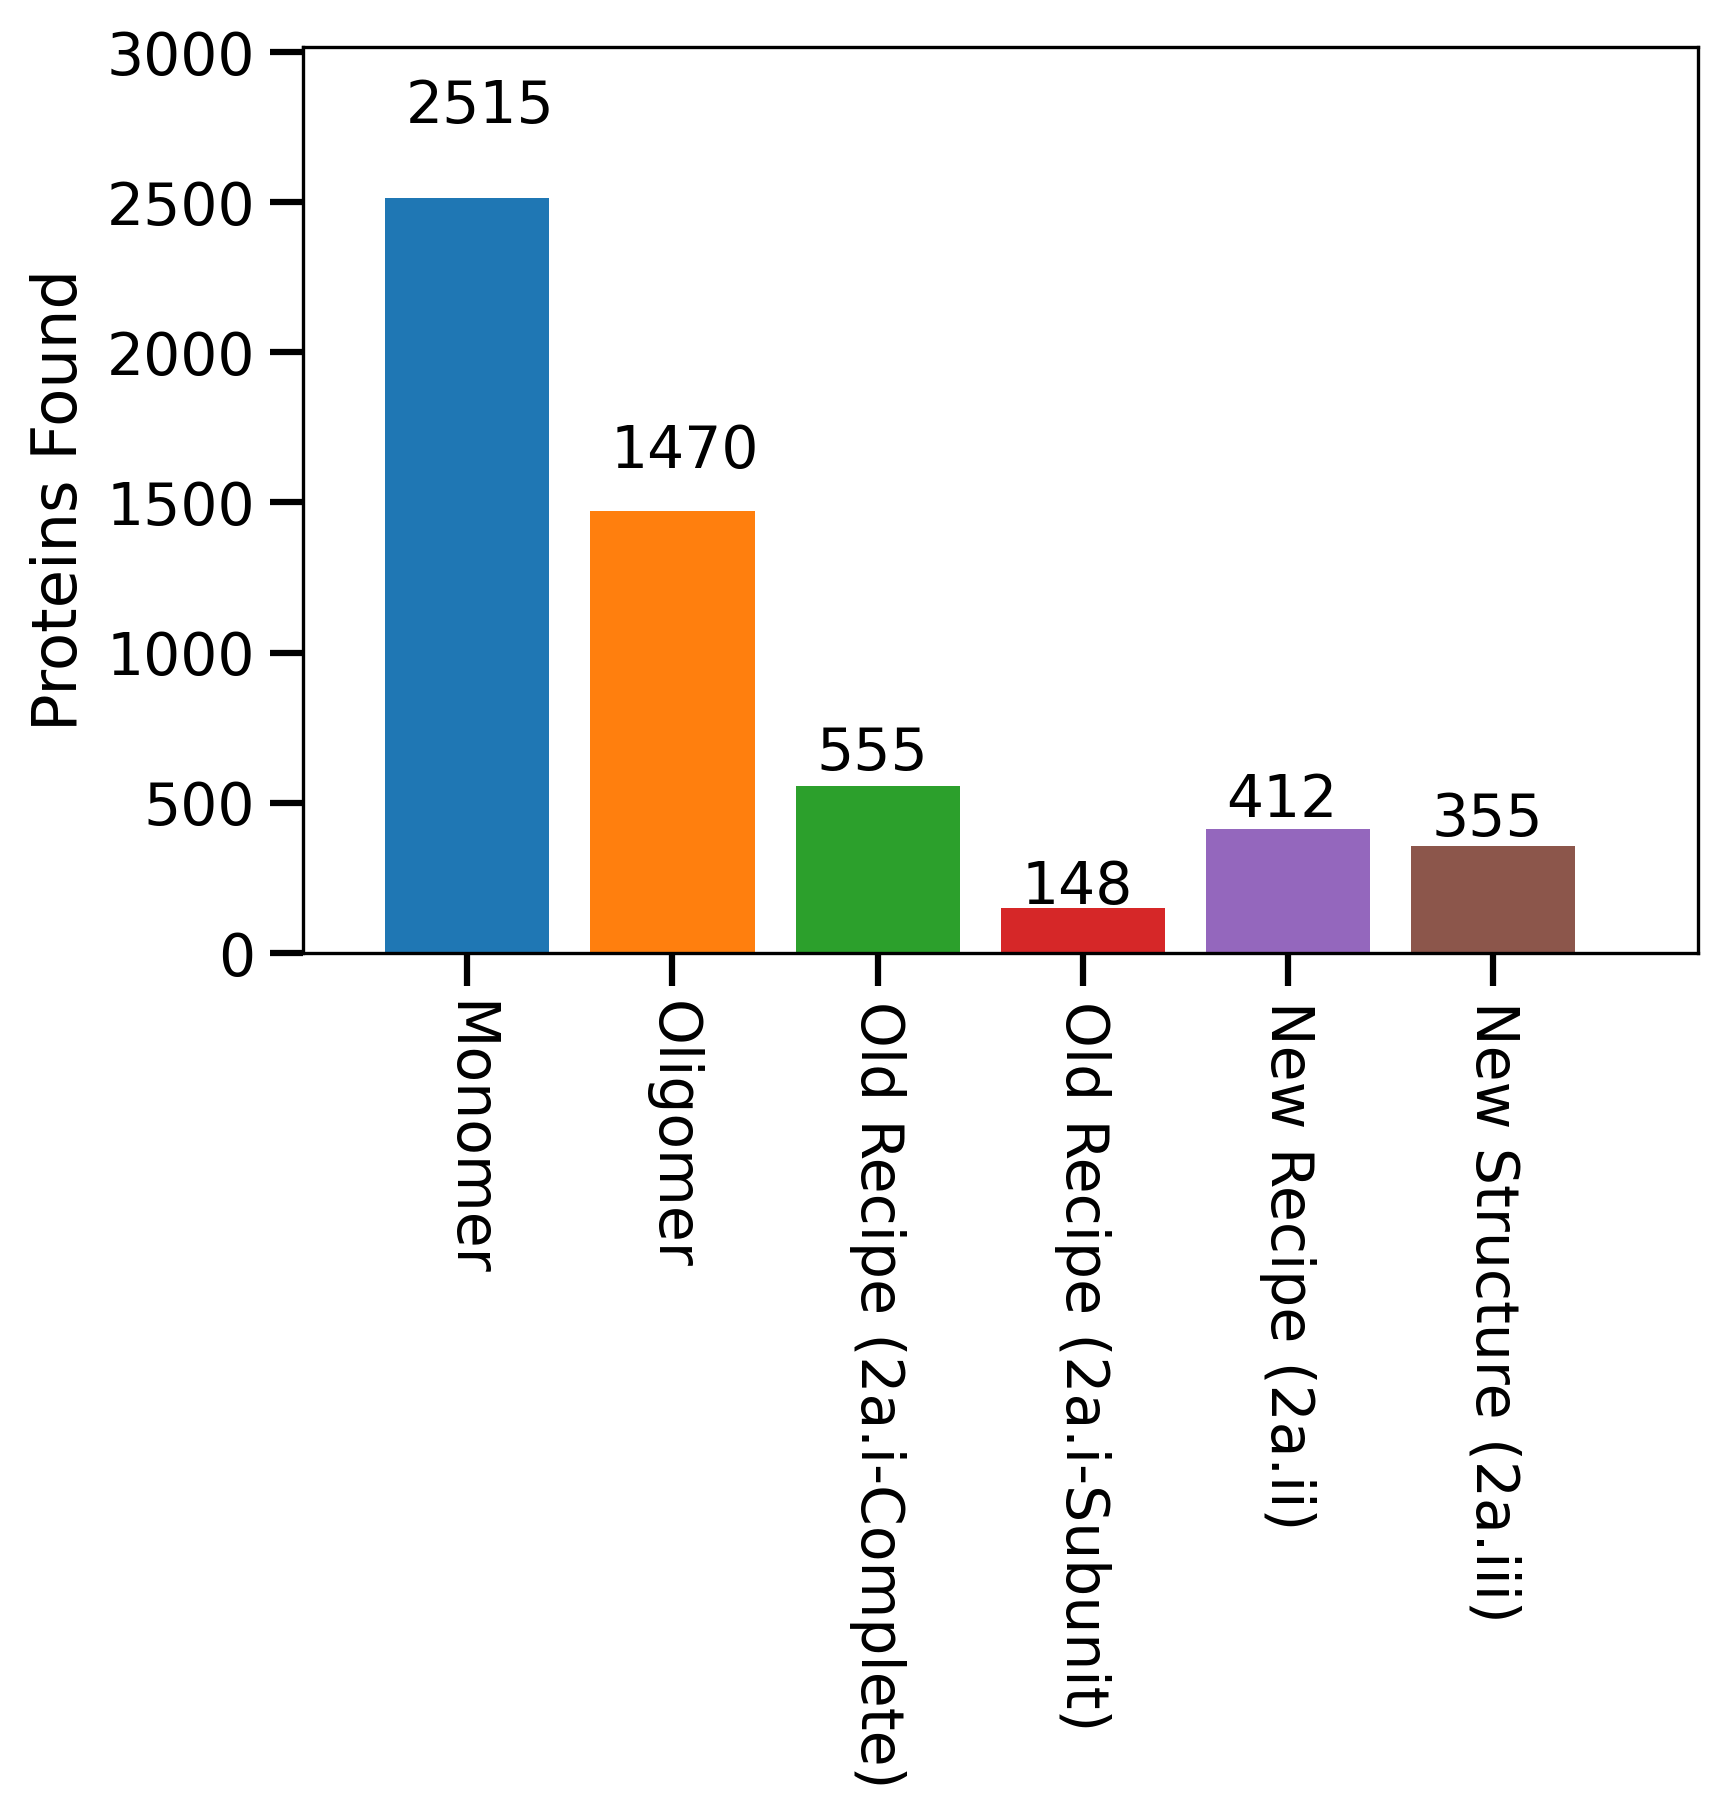 Proteins Found
3000
2500
2000
1500
1000
500
0
2515
1470
555
148
412
355
Monomer
Oligomer
Old Recipe (2a.i-Complete)
Old Recipe (2a.i-Subunit)
New Recipe (2a.ii)
New Structure (2a.iii)